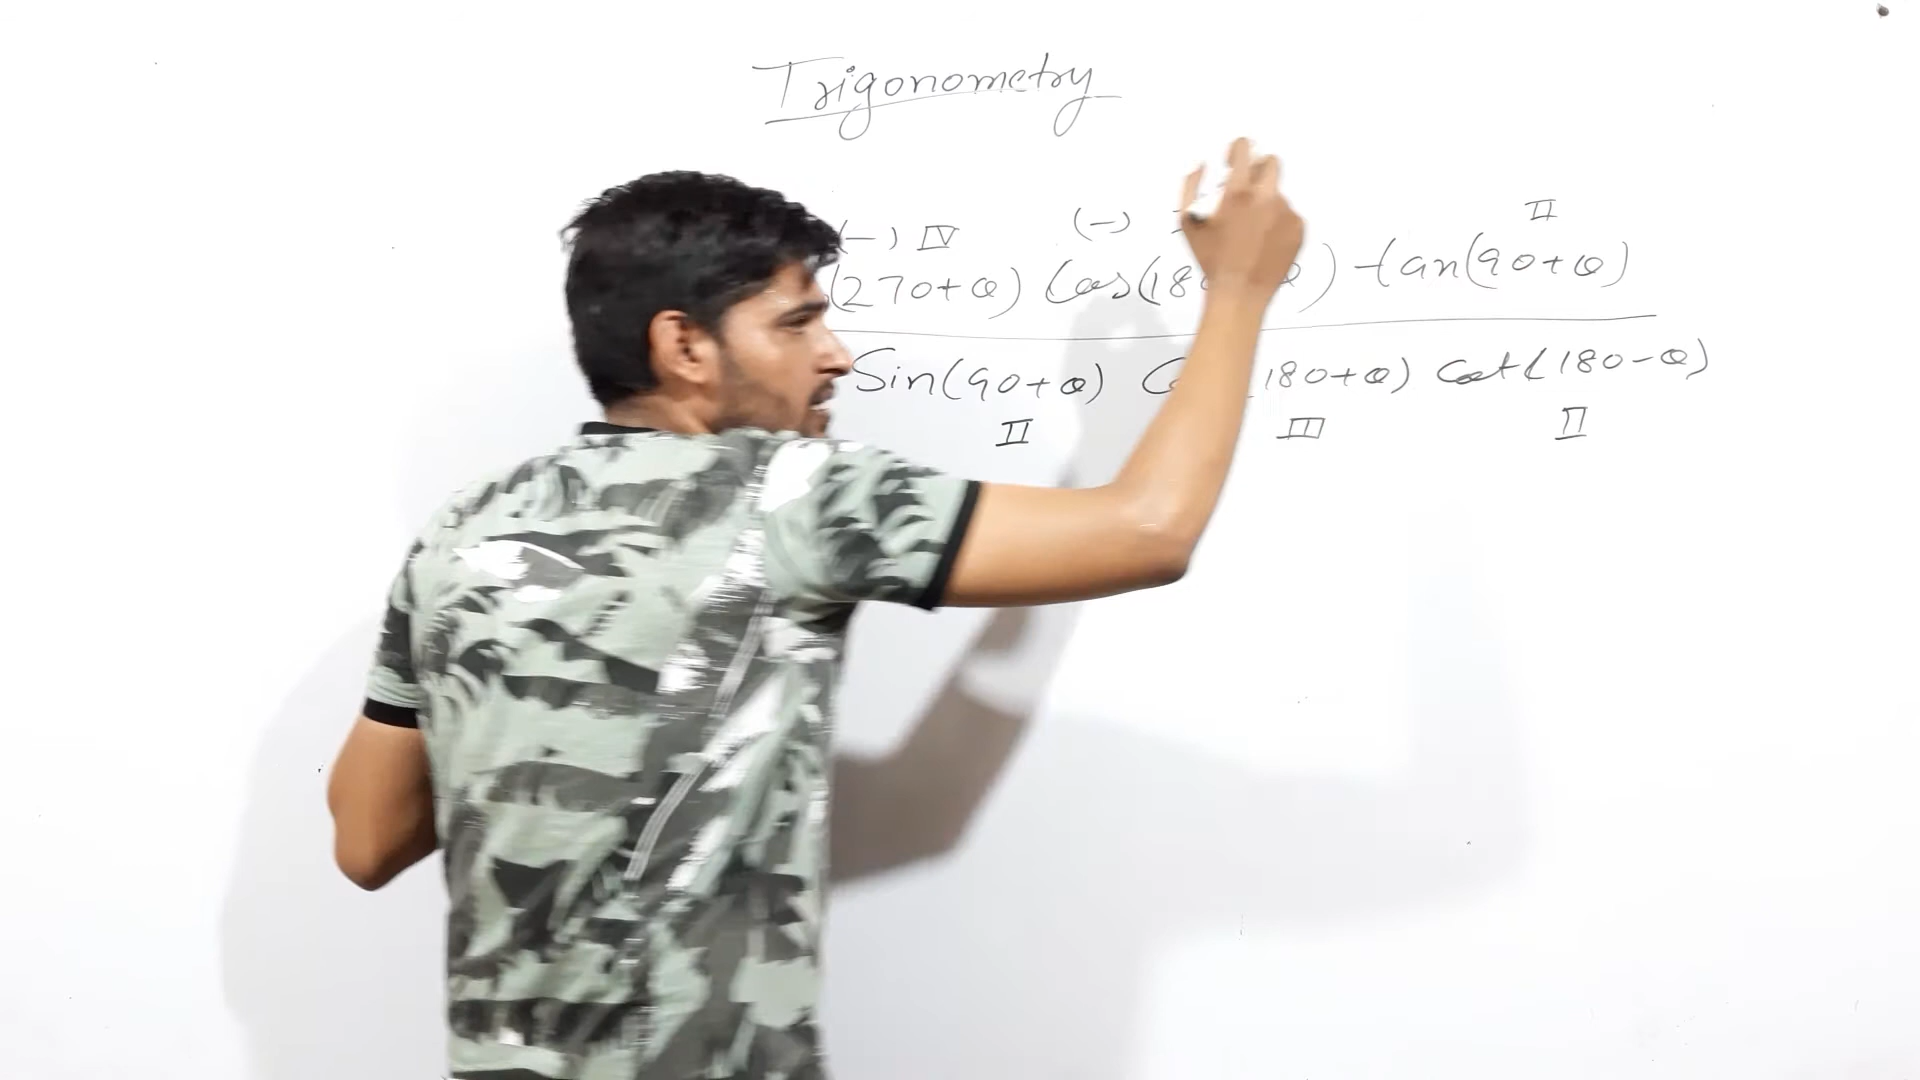 Trigonometry
(-) IV (-) II
(270+θ) Cos(18 ) tan(90+θ)
Sin(90+θ) 180+θ) Cot(180-θ)
II III II